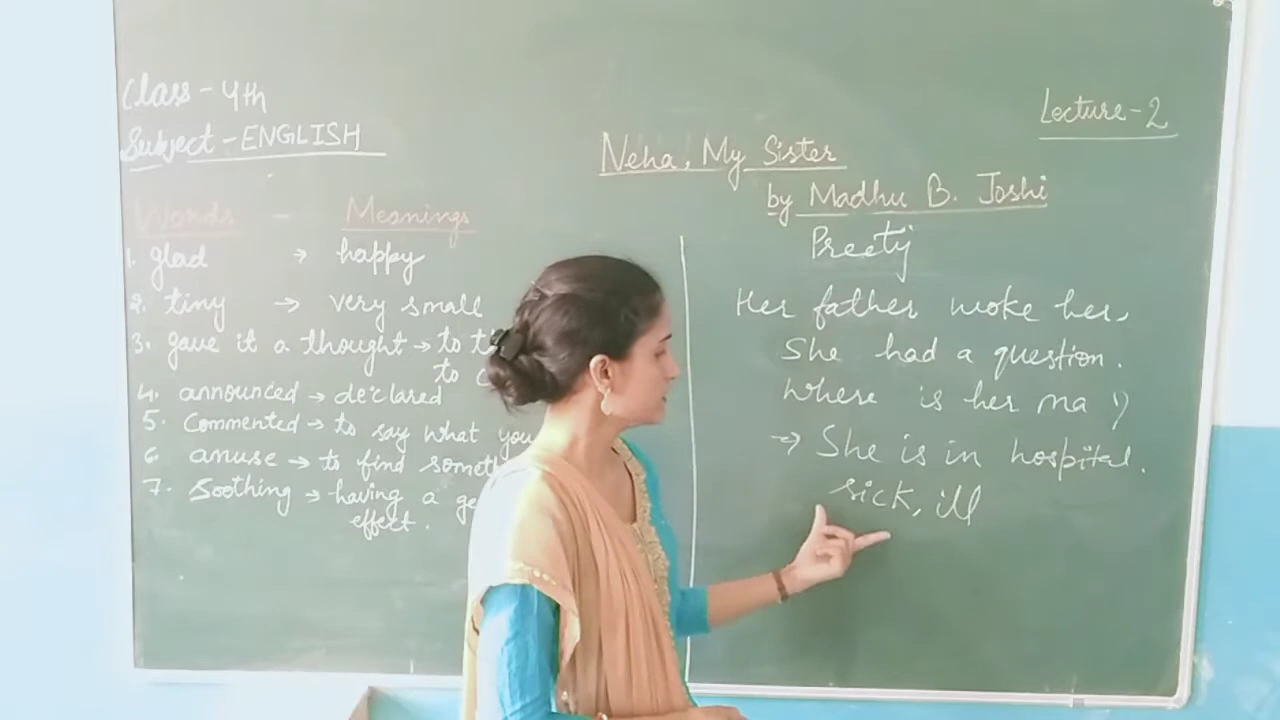 Class - 4th
Subject - ENGLISH
Lecture - 2
Neha, My Sister
by Madhu B. Joshi
Words - Meanings
1. glad → happy
2. tiny → very small
3. gave it a thought → to
to
4. announced → declared
5. Commented → to say what you
6. amuse → to find
7. Soothing → having a
effect.
Preety
Her father woke her.
She had a question.
Where is her ma ?
→ She is in hospital.
sick, ill